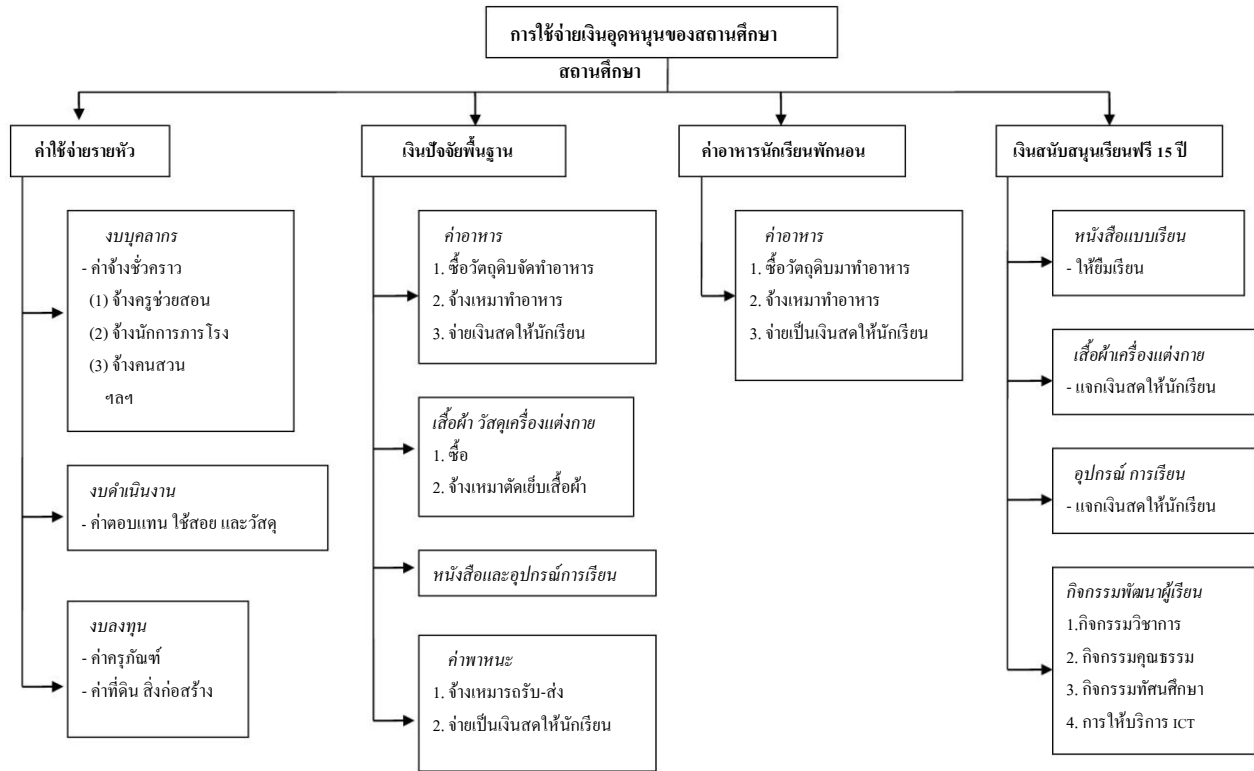 การใช้จ่ายเงินอุดหนุนของสถานศึกษา
สถานศึกษา
ค่าใช้จ่ายรายหัว
งบบุคลากร
- ค่าจ้างชั่วคราว
(1) จ้างครูช่วยสอน
(2) จ้างนักการภารโรง
(3) จ้างคนสวน
ฯลฯ
งบดำเนินงาน
- ค่าตอบแทน ใช้สอย และวัสดุ
งบลงทุน
- ค่าครุภัณฑ์
- ค่าที่ดิน สิ่งก่อสร้าง
เงินปัจจัยพื้นฐาน
ค่าอาหาร
1. ซื้อวัตถุดิบจัดทำอาหาร
2. จ้างเหมาทำอาหาร
3. จ่ายเงินสดให้นักเรียน
เสื้อผ้า วัสดุเครื่องแต่งกาย
1. ซื้อ
2. จ้างเหมาตัดเย็บเสื้อผ้า
หนังสือและอุปกรณ์การเรียน
ค่าพาหนะ
1. จ้างเหมารถรับ-ส่ง
2. จ่ายเป็นเงินสดให้นักเรียน
ค่าอาหารนักเรียนพักนอน
ค่าอาหาร
1. ซื้อวัตถุดิบมาทำอาหาร
2. จ้างเหมาทำอาหาร
3. จ่ายเป็นเงินสดให้นักเรียน
เงินสนับสนุนเรียนฟรี 15 ปี
หนังสือแบบเรียน
- ให้ยืมเรียน
เสื้อผ้าเครื่องแต่งกาย
- แจกเงินสดให้นักเรียน
อุปกรณ์ การเรียน
- แจกเงินสดให้นักเรียน
กิจกรรมพัฒนาผู้เรียน
1.กิจกรรมวิชาการ
2. กิจกรรมคุณธรรม
3. กิจกรรมทัศนศึกษา
4. การให้บริการ ICT